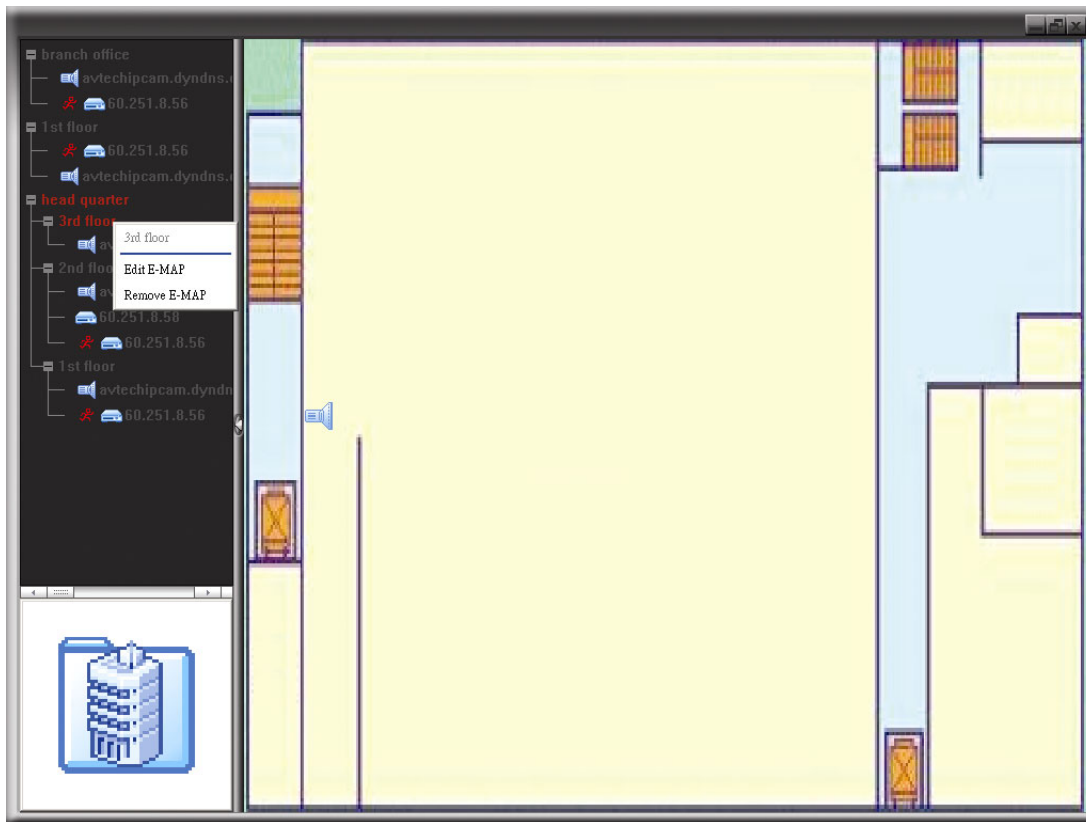 branch office
avtechipcam.dyndns.
60.251.8.56
1st floor
60.251.8.56
avtechipcam.dyndns.
head quarter
3rd floor
3rd floor
av
Edit E-MAP
2nd floo
Remove E-MAP
av
60.251.8.58
60.251.8.56
1st floor
avtechipcam.dyndn
60.251.8.56